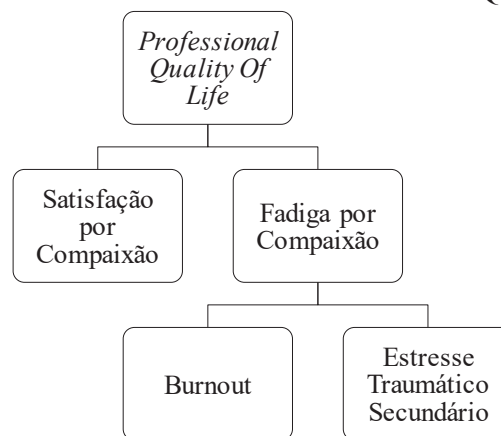 Professional
Quality Of
Life
Satisfação
por
Compaixão
Fadiga por
Compaixão
Burnout
Estresse
Traumático
Secundário